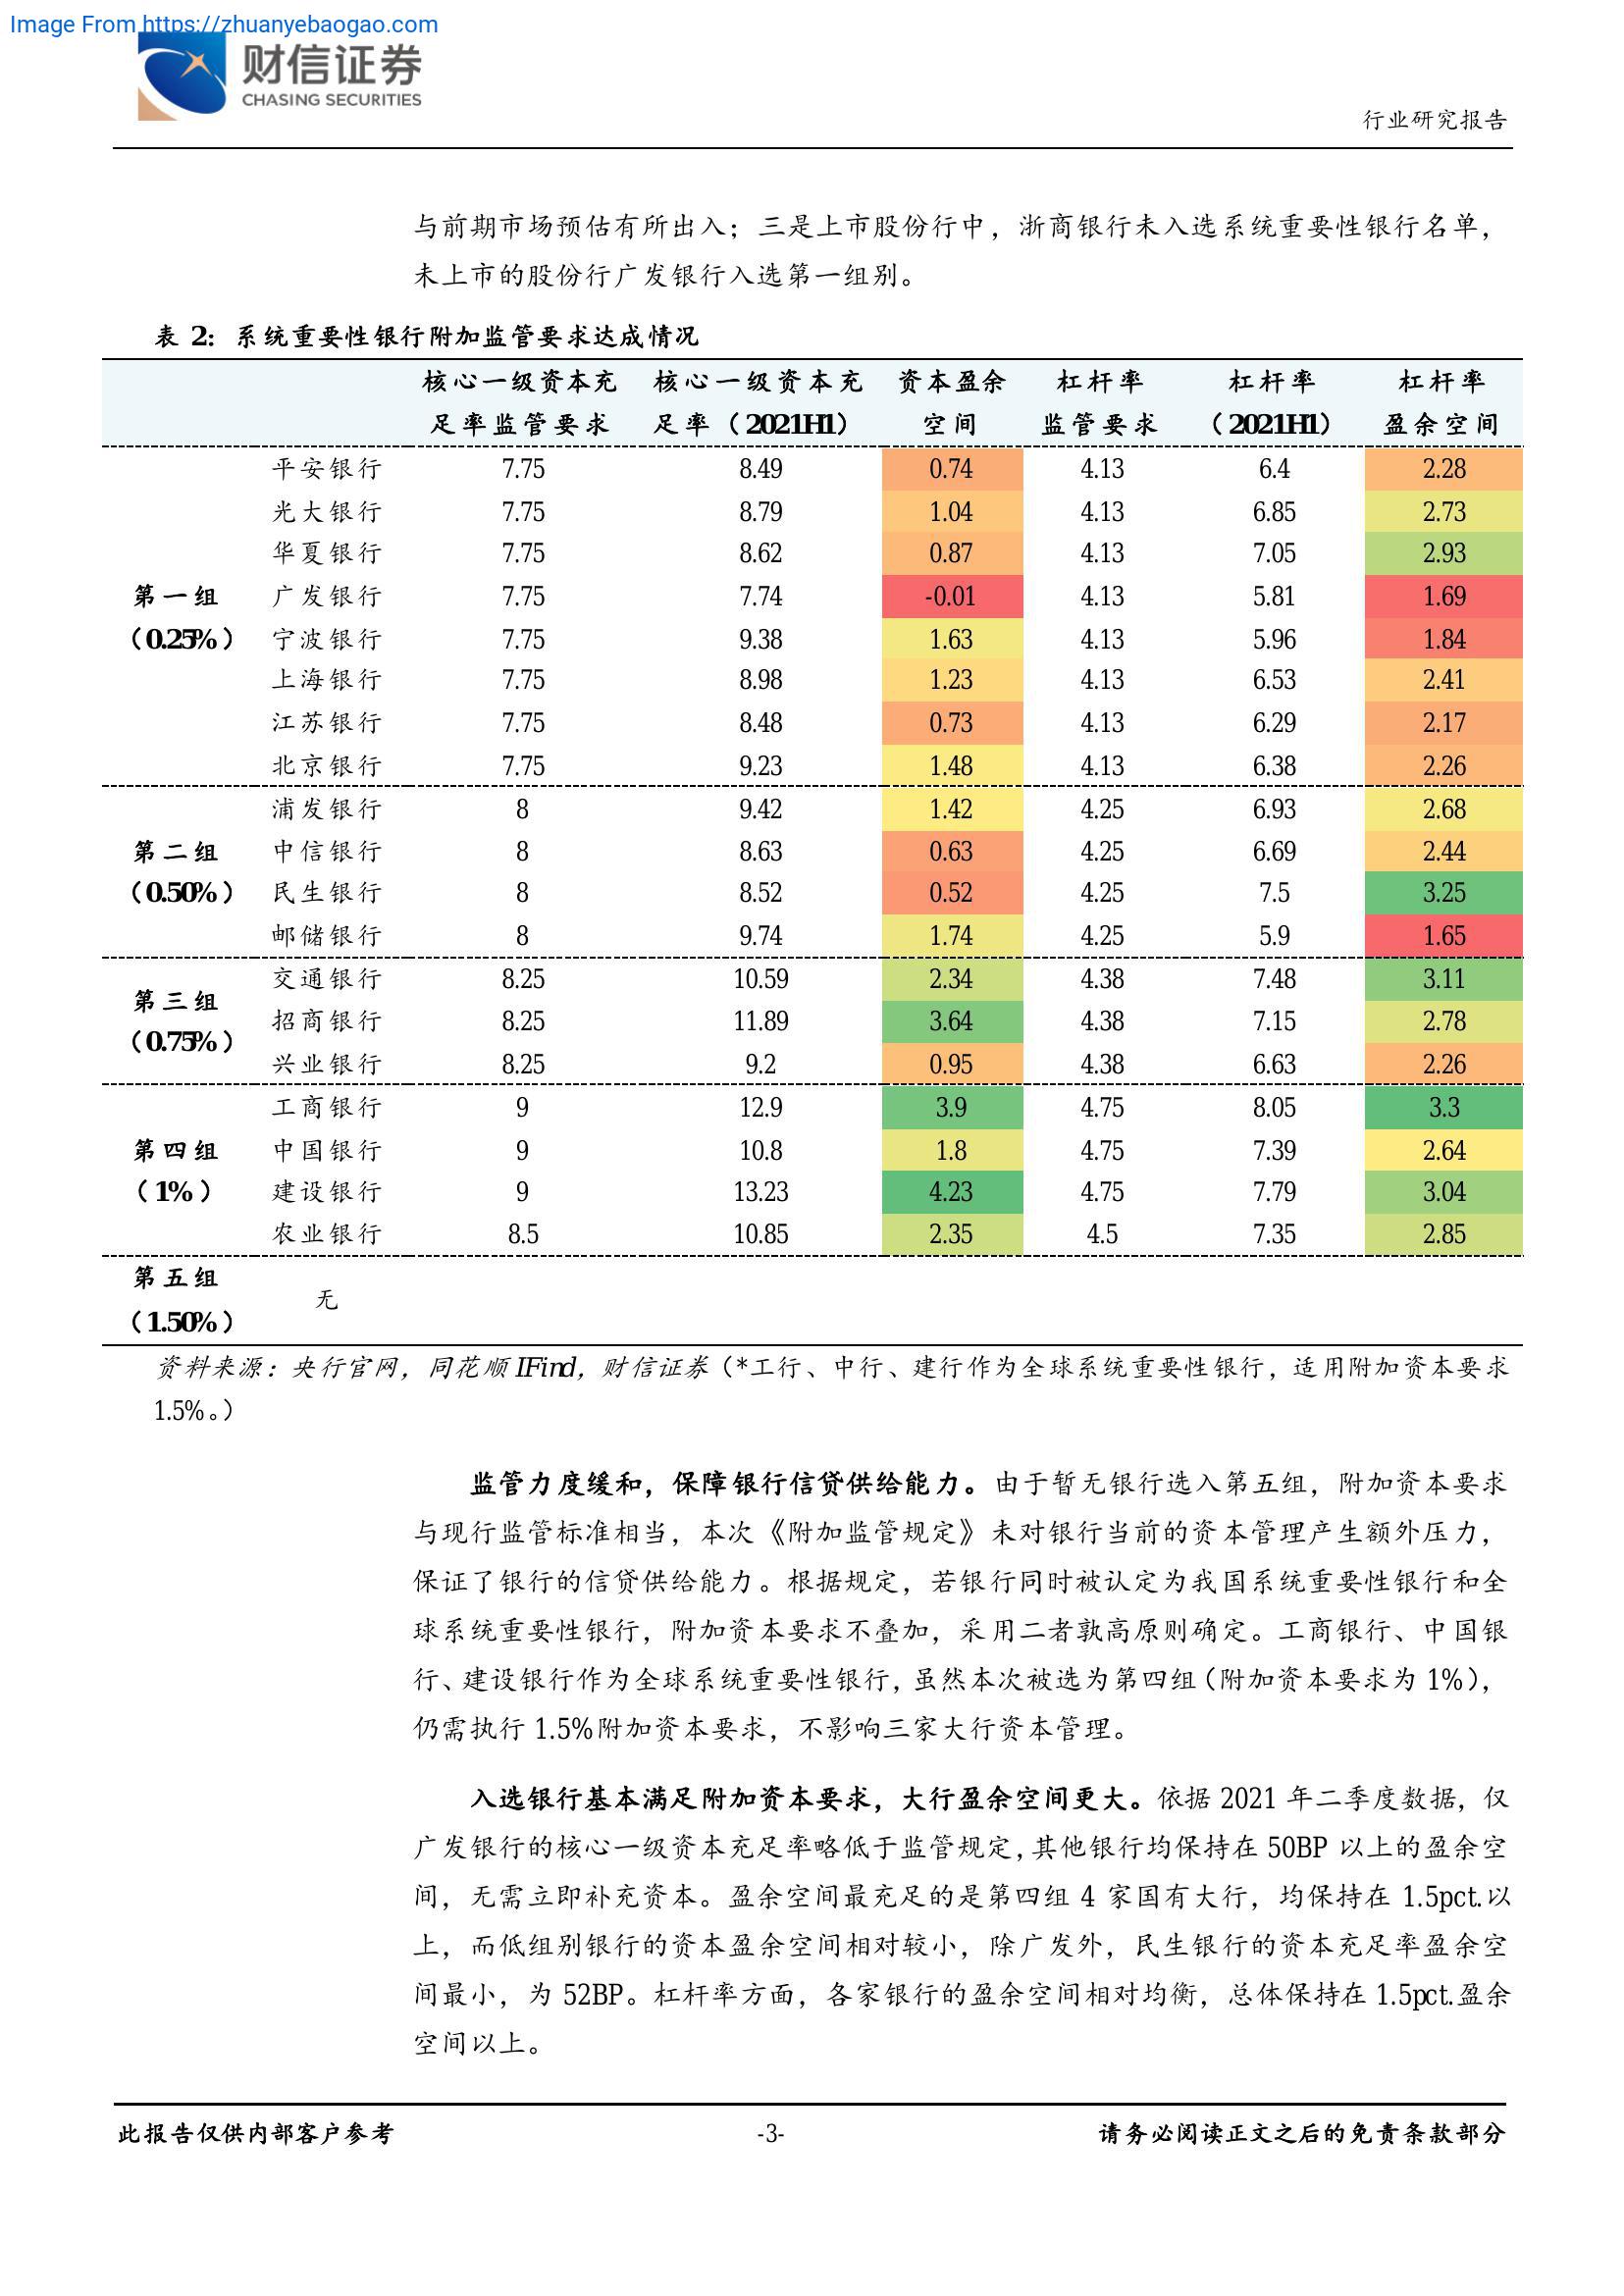 Image From https://zhuanyebaogao.com
财信证券
CHASING SECURITIES
行业研究报告
与前期市场预估有所出入；三是上市股份行中，浙商银行未入选系统重要性银行名单，
未上市的股份行广发银行入选第一组别。
表 2：系统重要性银行附加监管要求达成情况
核心一级资本充足率监管要求 核心一级资本充足率（2021H1） 资本盈余空间 杠杆率监管要求 杠杆率（2021H1） 杠杆率盈余空间
第一组（0.25%）
平安银行 7.75 8.49 0.74 4.13 6.4 2.28
光大银行 7.75 8.79 1.04 4.13 6.85 2.73
华夏银行 7.75 8.62 0.87 4.13 7.05 2.93
广发银行 7.75 7.74 -0.01 4.13 5.81 1.69
宁波银行 7.75 9.38 1.63 4.13 5.96 1.84
上海银行 7.75 8.98 1.23 4.13 6.53 2.41
江苏银行 7.75 8.48 0.73 4.13 6.29 2.17
北京银行 7.75 9.23 1.48 4.13 6.38 2.26
第二组（0.50%）
浦发银行 8 9.42 1.42 4.25 6.93 2.68
中信银行 8 8.63 0.63 4.25 6.69 2.44
民生银行 8 8.52 0.52 4.25 7.5 3.25
邮储银行 8 9.74 1.74 4.25 5.9 1.65
第三组（0.75%）
交通银行 8.25 10.59 2.34 4.38 7.48 3.11
招商银行 8.25 11.89 3.64 4.38 7.15 2.78
兴业银行 8.25 9.2 0.95 4.38 6.63 2.26
第四组（1%）
工商银行 9 12.9 3.9 4.75 8.05 3.3
中国银行 9 10.8 1.8 4.75 7.39 2.64
建设银行 9 13.23 4.23 4.75 7.79 3.04
农业银行 8.5 10.85 2.35 4.5 7.35 2.85
第五组（1.50%） 无
资料来源：央行官网，同花顺 IFind，财信证券（*工行、中行、建行作为全球系统重要性银行，适用附加资本要求
1.5%。）
监管力度缓和，保障银行信贷供给能力。由于暂无银行选入第五组，附加资本要求
与现行监管标准相当，本次《附加监管规定》未对银行当前的资本管理产生额外压力，
保证了银行的信贷供给能力。根据规定，若银行同时被认定为我国系统重要性银行和全
球系统重要性银行，附加资本要求不叠加，采用二者孰高原则确定。工商银行、中国银
行、建设银行作为全球系统重要性银行，虽然本次被选为第四组（附加资本要求为 1%），
仍需执行 1.5%附加资本要求，不影响三家大行资本管理。
入选银行基本满足附加资本要求，大行盈余空间更大。依据 2021 年二季度数据，仅
广发银行的核心一级资本充足率略低于监管规定，其他银行均保持在 50BP 以上的盈余空
间，无需立即补充资本。盈余空间最充足的是第四组 4 家国有大行，均保持在 1.5pct.以
上，而低组别银行的资本盈余空间相对较小，除广发外，民生银行的资本充足率盈余空
间最小，为 52BP。杠杆率方面，各家银行的盈余空间相对均衡，总体保持在 1.5pct.盈余
空间以上。
此报告仅供内部客户参考 -3- 请务必阅读正文之后的免责条款部分